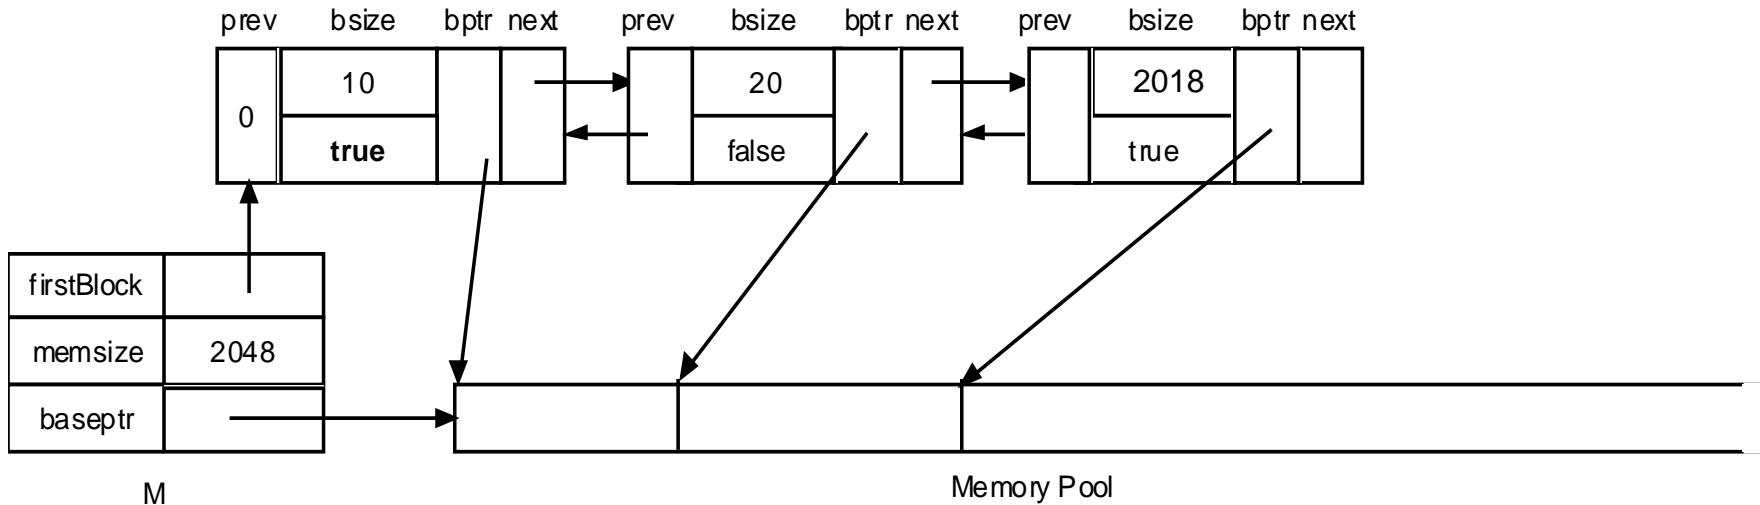 prev bsize bptr next prev bsize bptr next prev bsize bptr next
10 20 2018
0
true false true
firstBlock
memsize 2048
baseptr
M Memory Pool